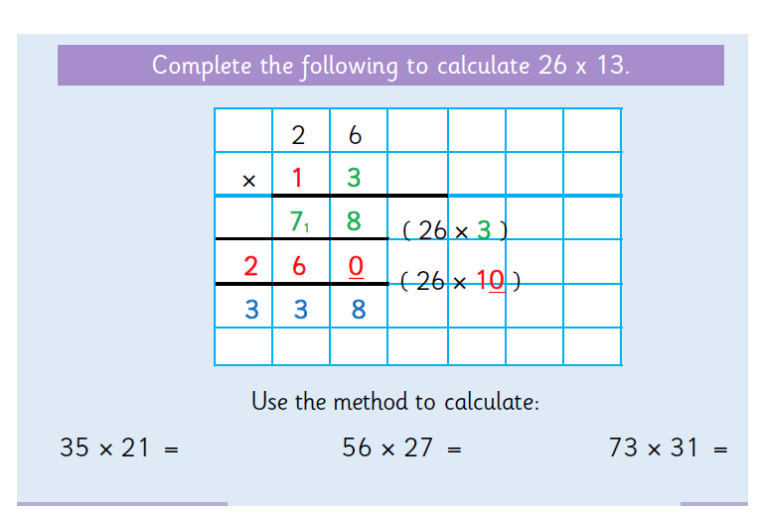 Complete the following to calculate 26 x 13.
2 6
× 1 3
7₁ 8 ( 26 × 3 )
2 6 0 ( 26 × 10 )
3 3 8
Use the method to calculate:
35 × 21 = 56 × 27 = 73 × 31 =